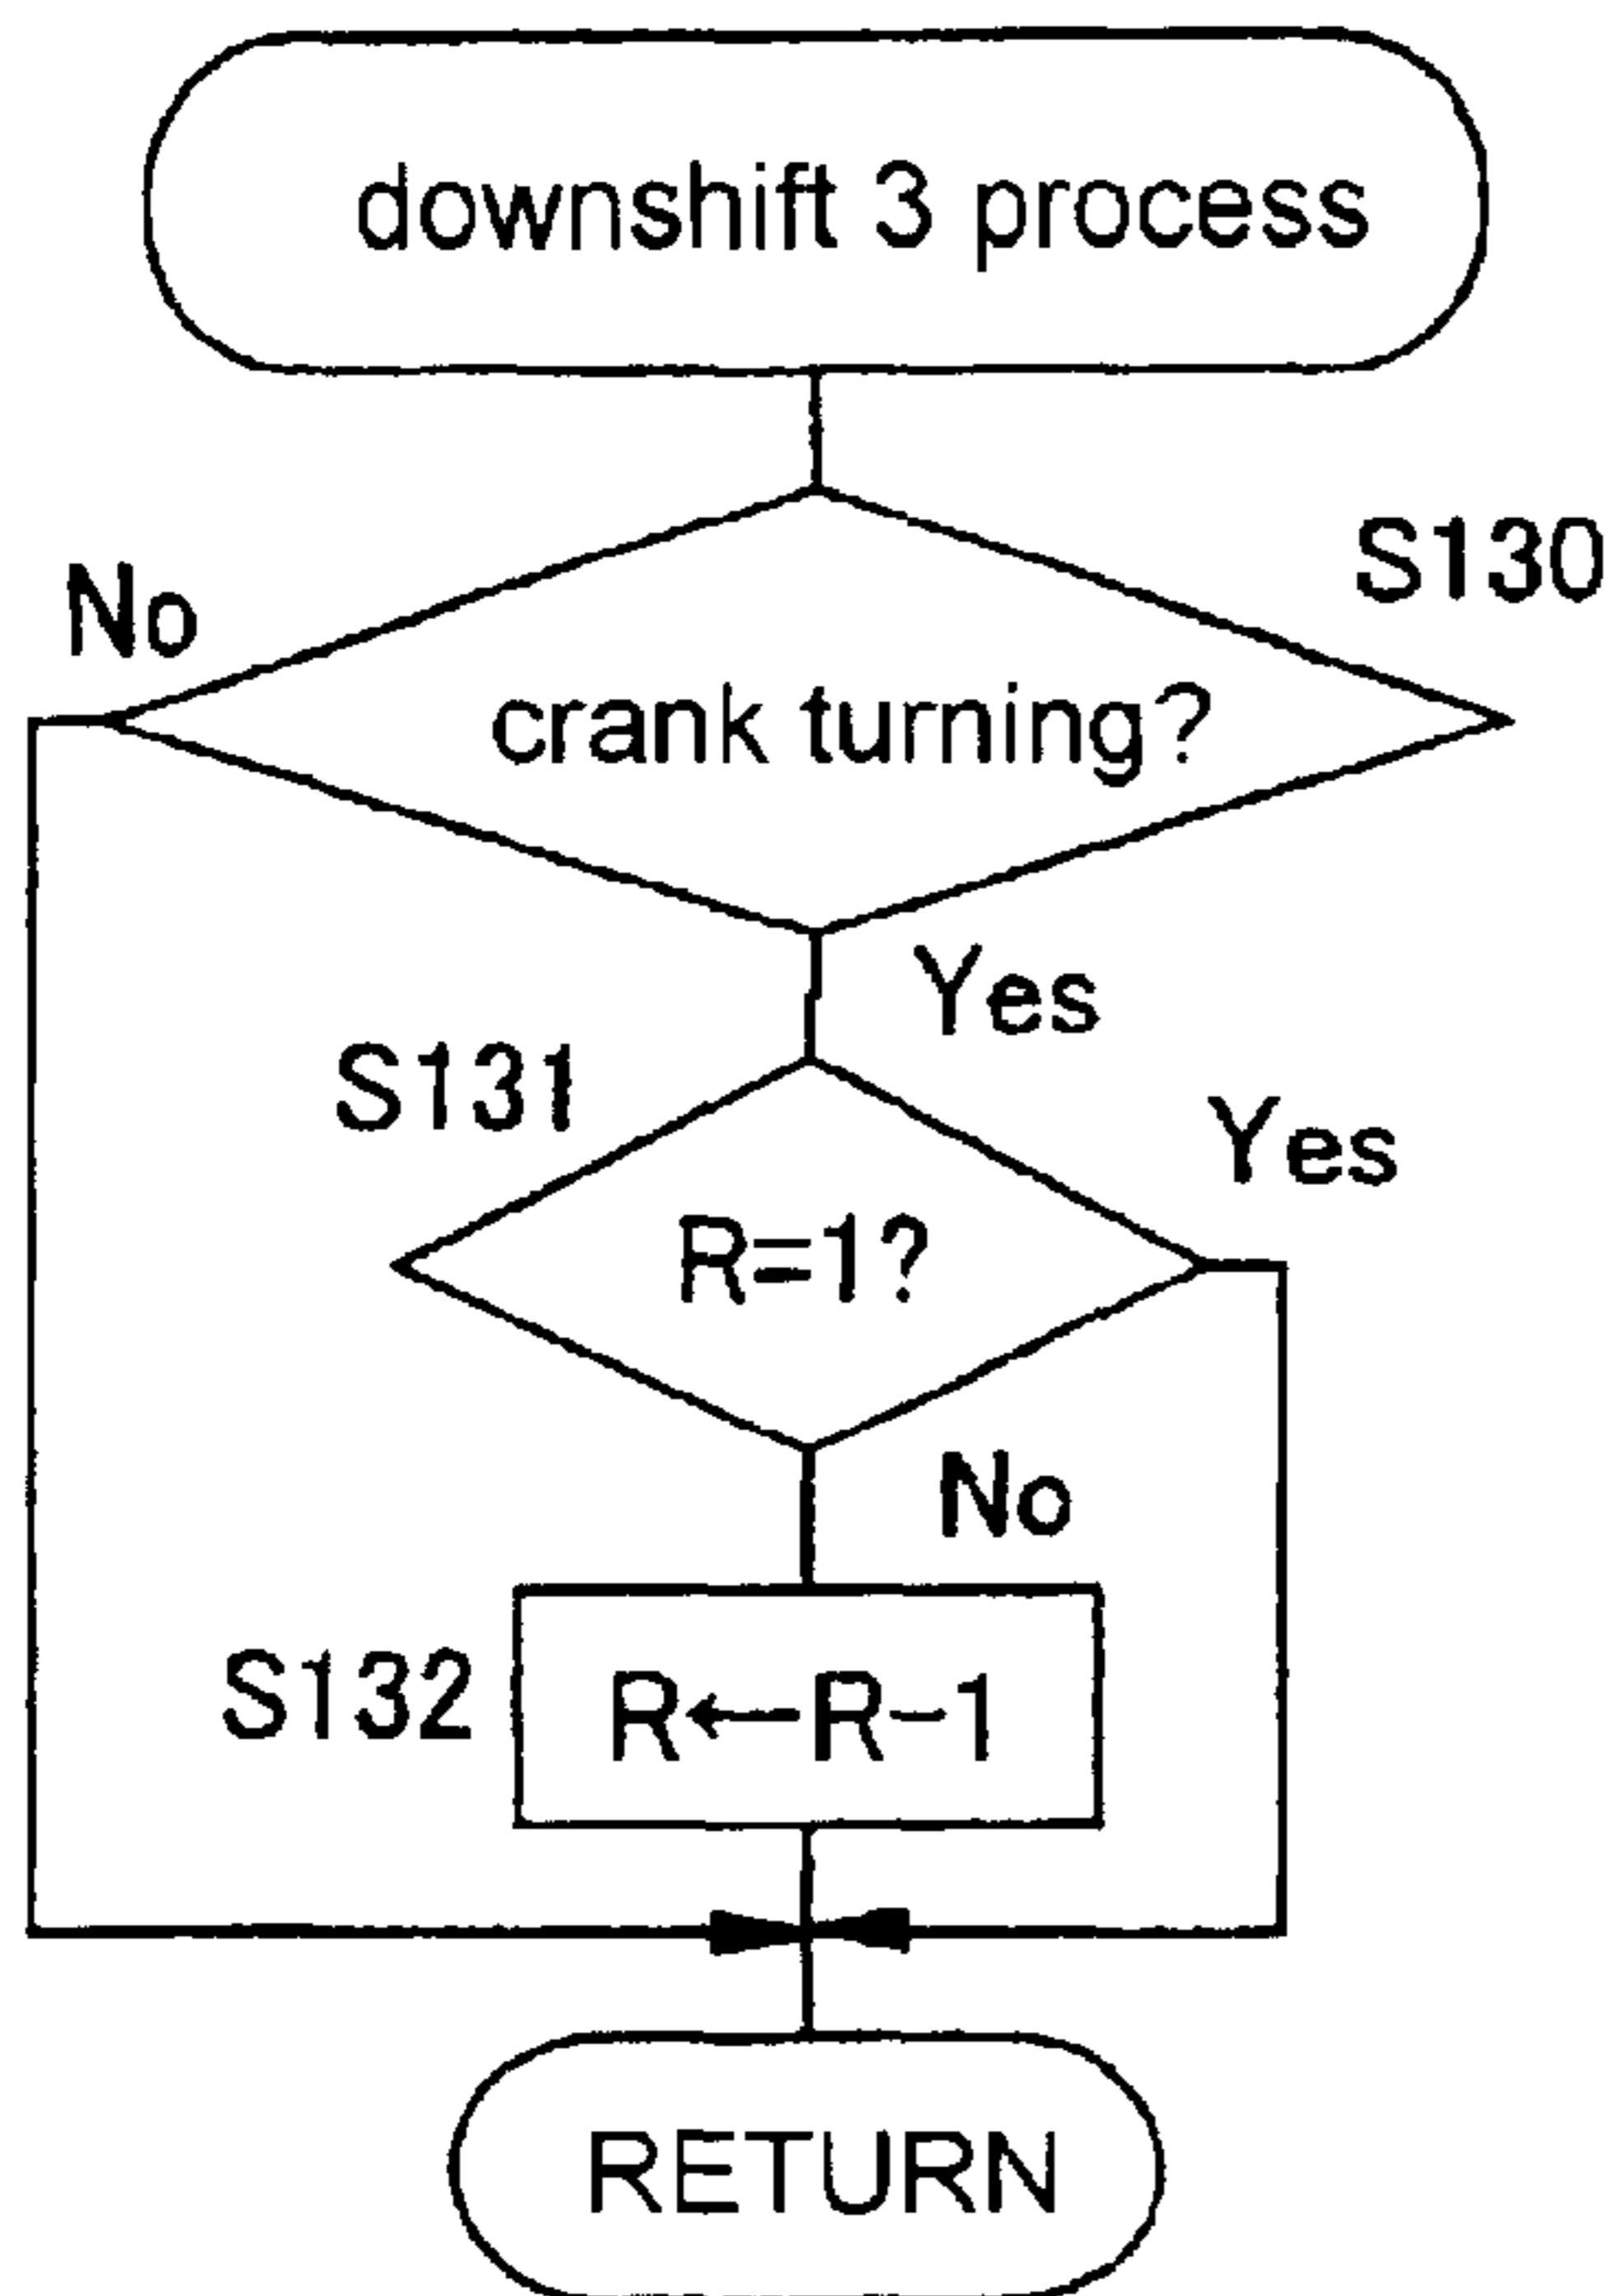 downshift 3 process
S130
No
crank turning?
Yes
S131
Yes
R=1?
No
S132
R←R-1
RETURN